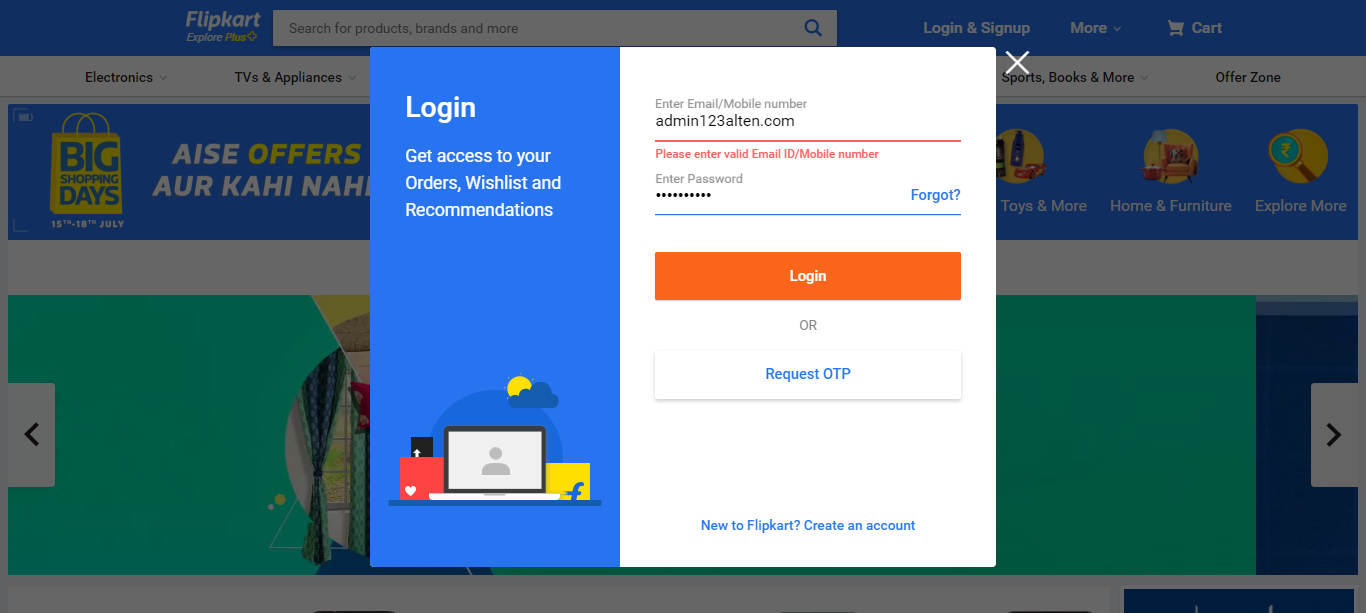 Flipkart
Explore Plus
Search for products, brands and more
Login & Signup
More
Cart
Electronics
TVs & Appliances
Sports, Books & More
Offer Zone
BIG
SHOPPING
DAYS
15TH-18TH JULY
AISE OFFERS
AUR KAHI NAHI
Toys & More
Home & Furniture
Explore More
Login
Get access to your
Orders, Wishlist and
Recommendations
Enter Email/Mobile number
admin123alten.com
Please enter valid Email ID/Mobile number
Enter Password
••••••••••
Forgot?
Login
OR
Request OTP
New to Flipkart? Create an account